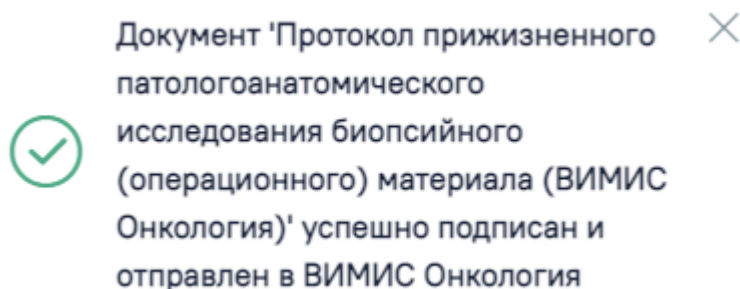 Документ 'Протокол прижизненного
патологоанатомического
исследования биопсийного
(операционного) материала (ВИМИС
Онкология)' успешно подписан и
отправлен в ВИМИС Онкология